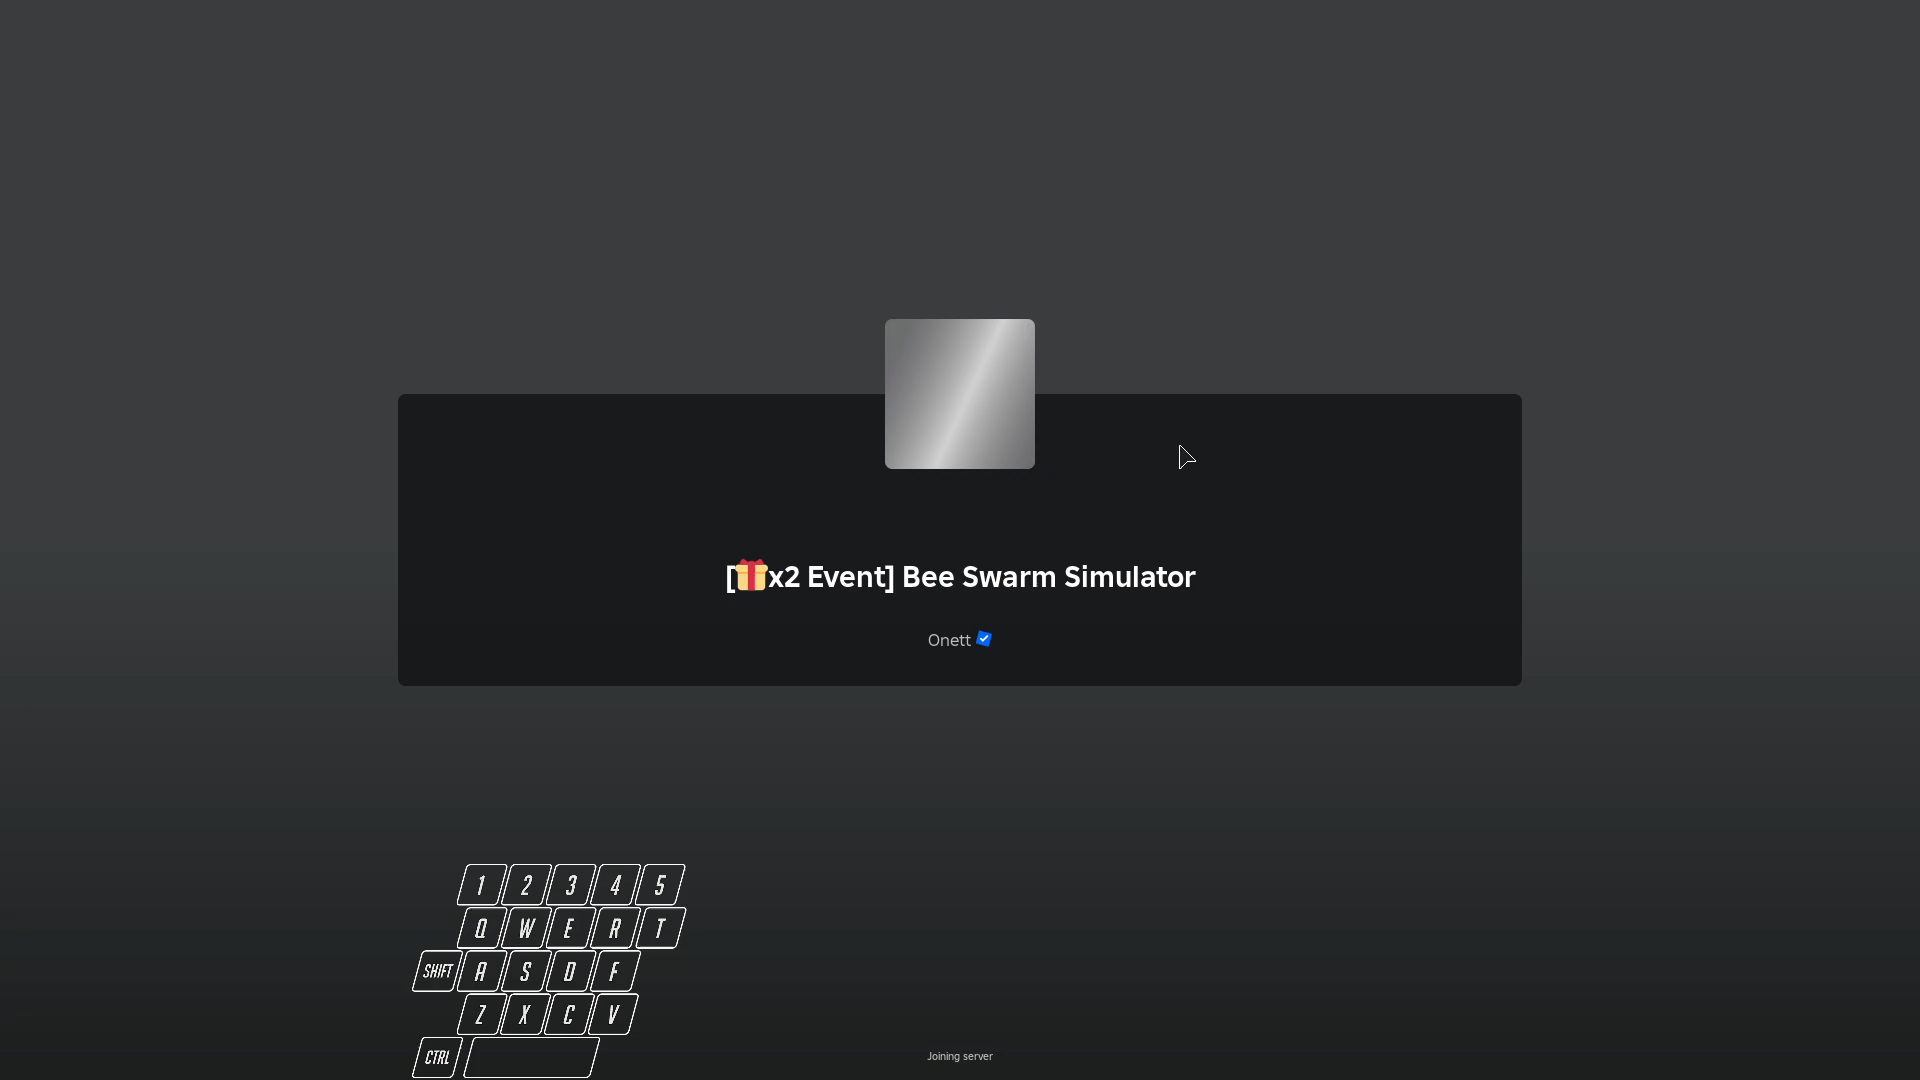 [🎁x2 Event] Bee Swarm Simulator
Onett
1 2 3 4 5
Q W E R T
SHIFT A S D F
Z X C V
CTRL
Joining server